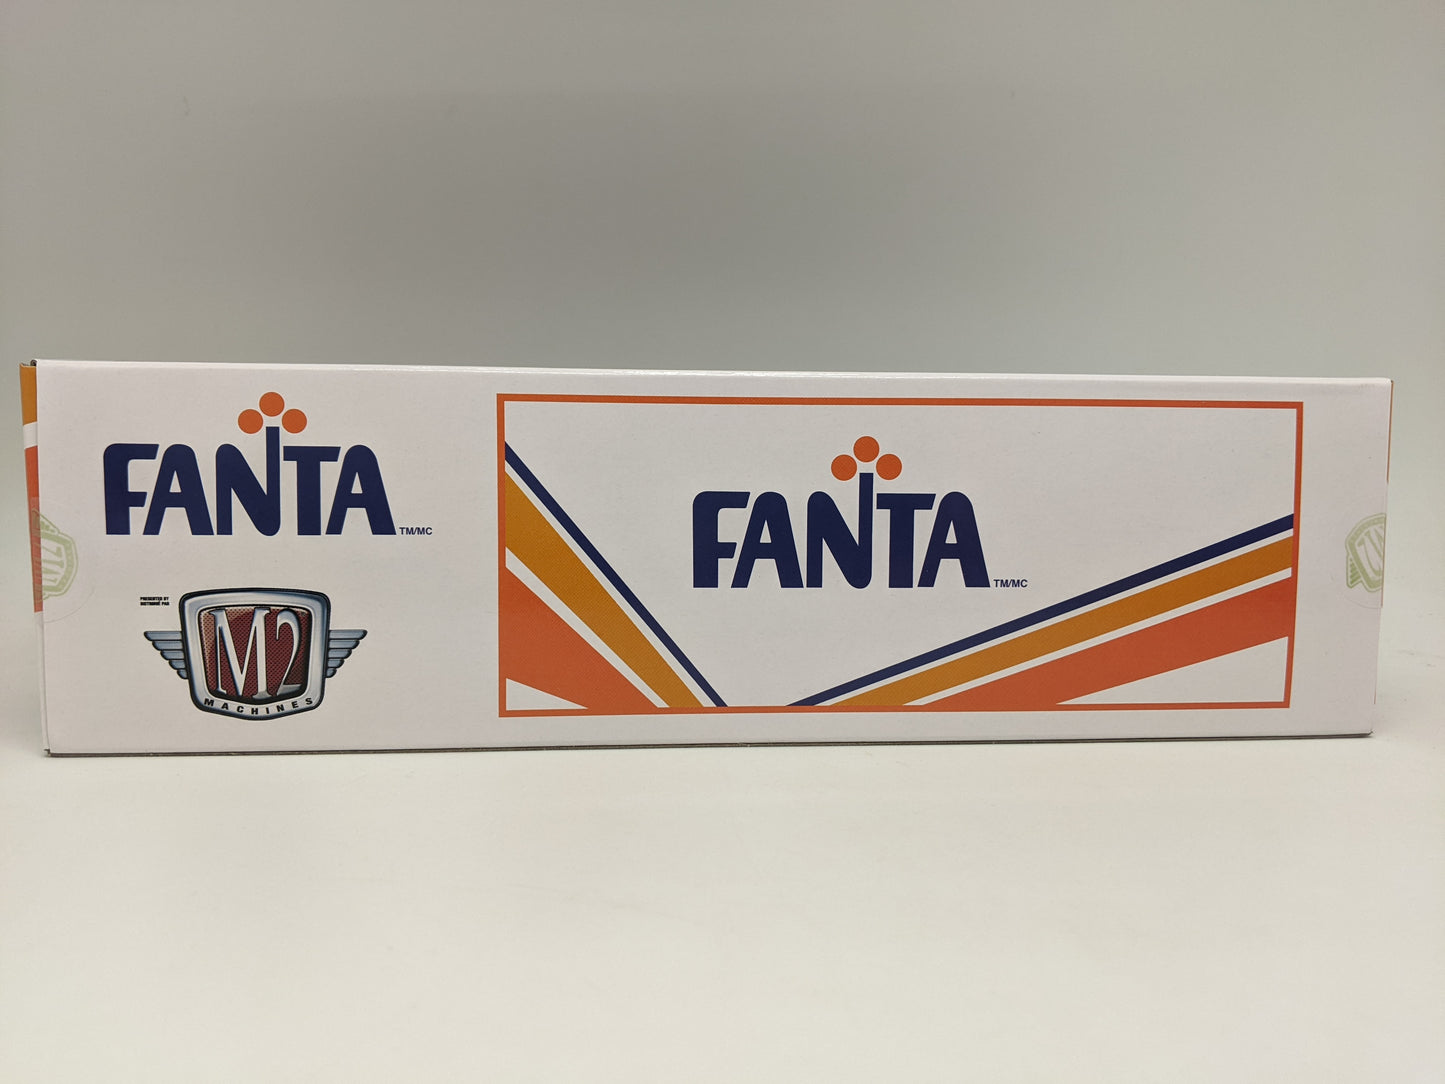 FANTA
TM/MC
PRESENTED BY
DISTRIBUÉ PAR
M2
MACHINES
FANTA
TM/MC